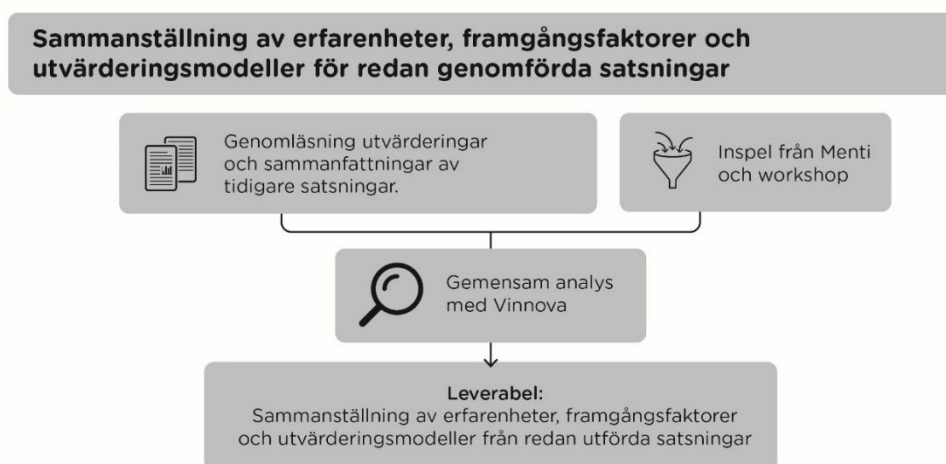 Sammanställning av erfarenheter, framgångsfaktorer och
utvärderingsmodeller för redan genomförda satsningar
Genomläsning utvärderingar
och sammanfattningar av
tidigare satsningar.
Inspel från Menti
och workshop
Gemensam analys
med Vinnova
Leverabel:
Sammanställning av erfarenheter, framgångsfaktorer
och utvärderingsmodeller från redan utförda satsningar